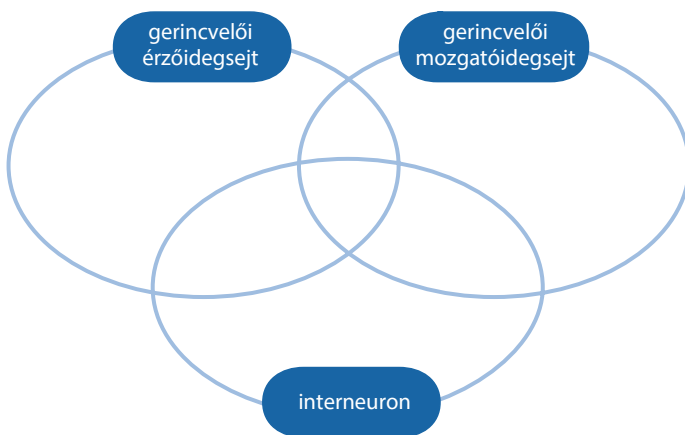 gerincvelői
érzőidegsejt
gerincvelői
mozgatóidegsejt
interneuron